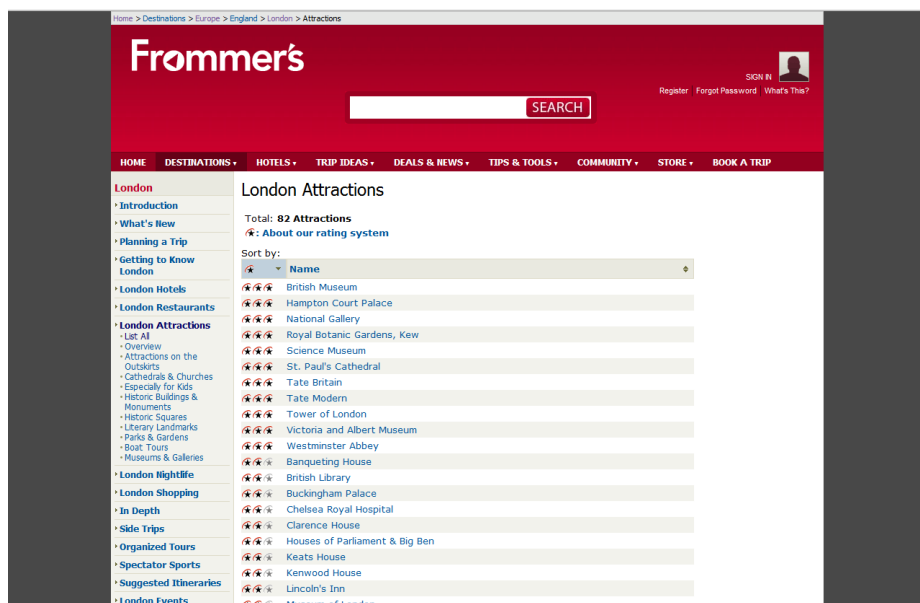 Home > Destinations > Europe > England > London > Attractions
Frommer's
SIGN IN
Register Forgot Password What's This?
SEARCH
HOME DESTINATIONS HOTELS TRIP IDEAS DEALS & NEWS TIPS & TOOLS COMMUNITY STORE BOOK A TRIP
London
Introduction
What's New
Planning a Trip
Getting to Know
London
London Hotels
London Restaurants
London Attractions
List All
Overview
Attractions on the
Outskirts
Cathedrals & Churches
Especially for Kids
Historic Buildings &
Monuments
Historic Squares
Literary Landmarks
Parks & Gardens
Boat Tours
Museums & Galleries
London Nightlife
London Shopping
In Depth
Side Trips
Organized Tours
Spectator Sports
Suggested Itineraries
London Events
London Attractions
Total: 82 Attractions
: About our rating system
Sort by:
Name
British Museum
Hampton Court Palace
National Gallery
Royal Botanic Gardens, Kew
Science Museum
St. Paul's Cathedral
Tate Britain
Tate Modern
Tower of London
Victoria and Albert Museum
Westminster Abbey
Banqueting House
British Library
Buckingham Palace
Chelsea Royal Hospital
Clarence House
Houses of Parliament & Big Ben
Keats House
Kenwood House
Lincoln's Inn
Museum of London